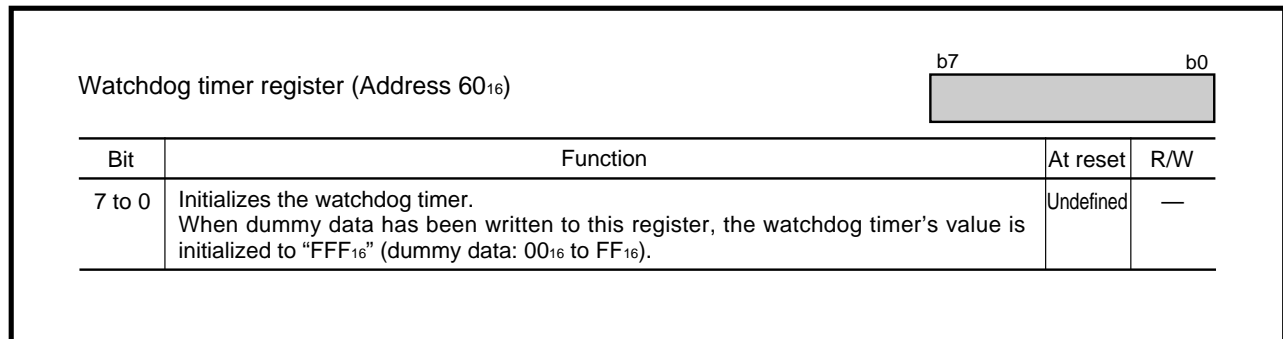 b7 b0
Watchdog timer register (Address 60₁₆)
Bit Function At reset R/W
7 to 0 Initializes the watchdog timer. Undefined —
When dummy data has been written to this register, the watchdog timer’s value is
initialized to “FFF₁₆” (dummy data: 00₁₆ to FF₁₆).